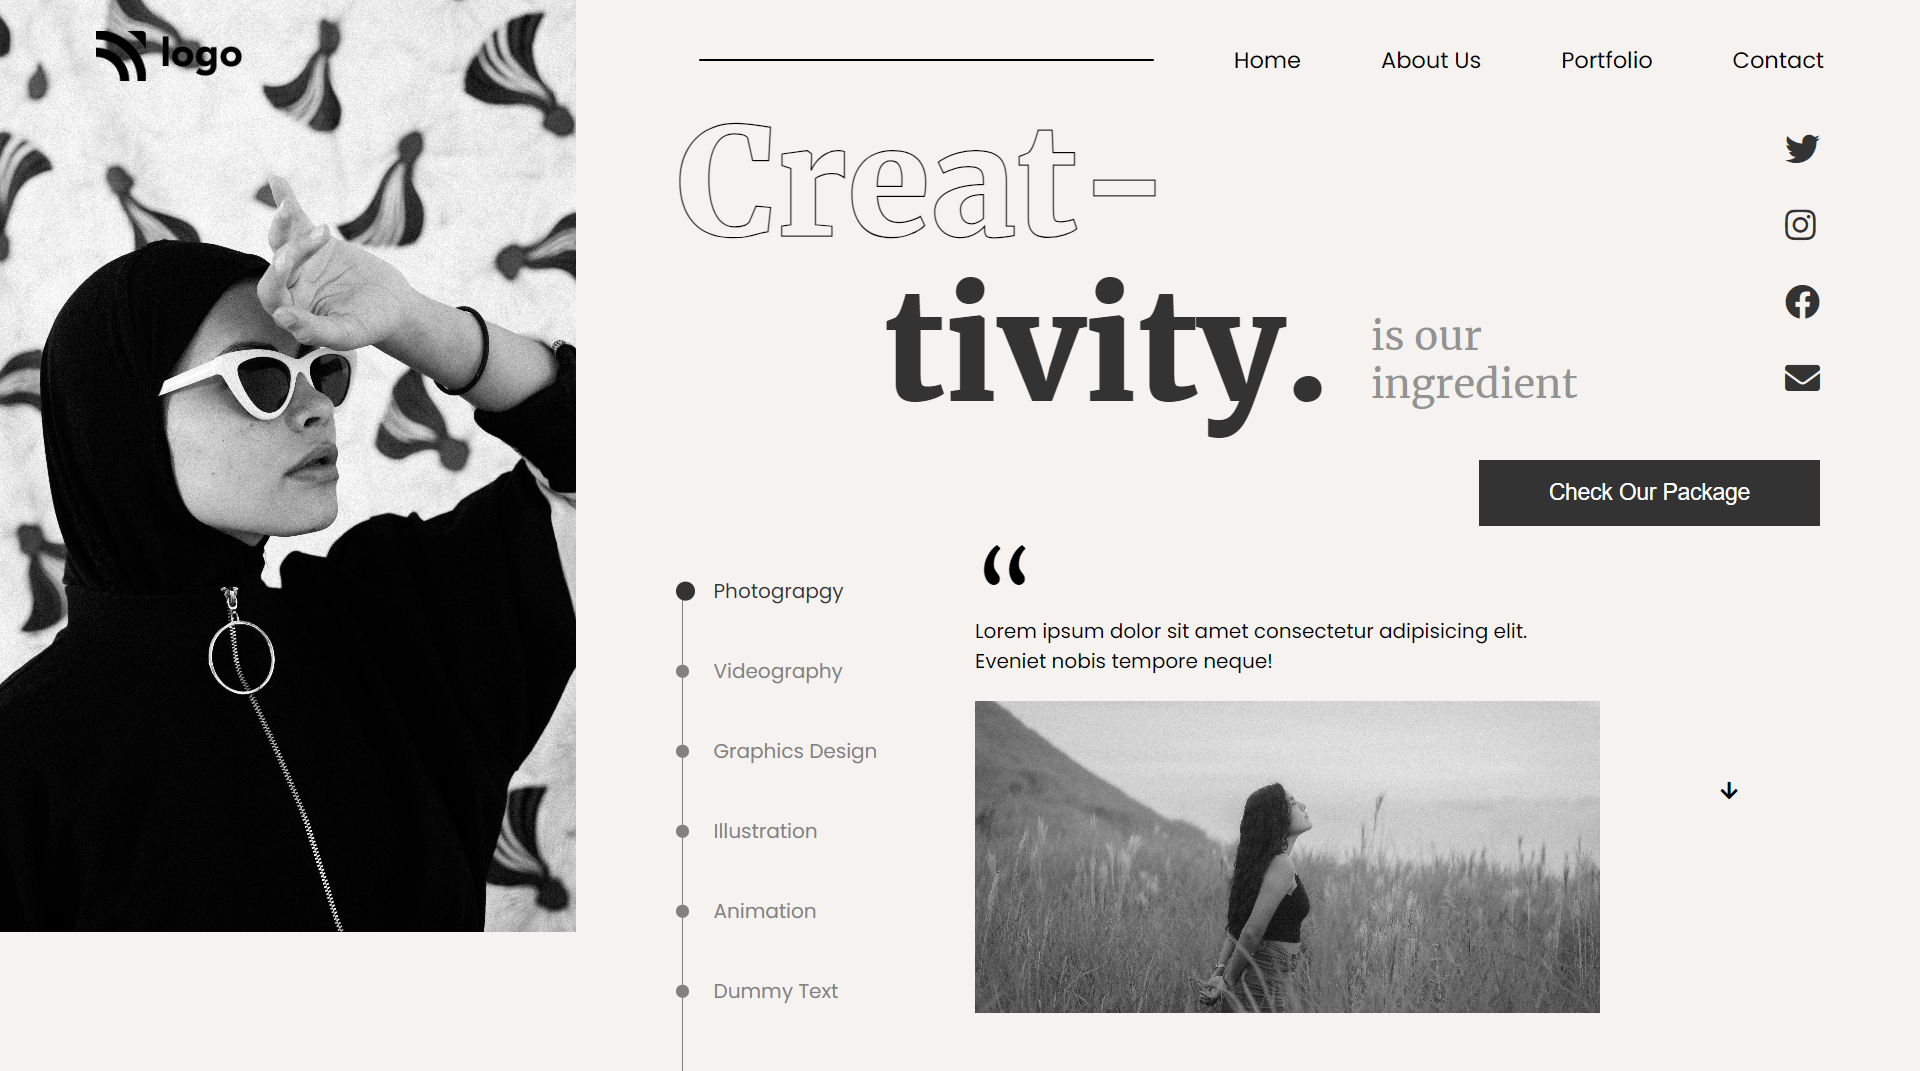 logo
Home About Us Portfolio Contact
Creat-
tivity.
is our
ingredient
Check Our Package
“
Photograpgy
Videography
Graphics Design
Illustration
Animation
Dummy Text
Lorem ipsum dolor sit amet consectetur adipisicing elit.
Eveniet nobis tempore neque!